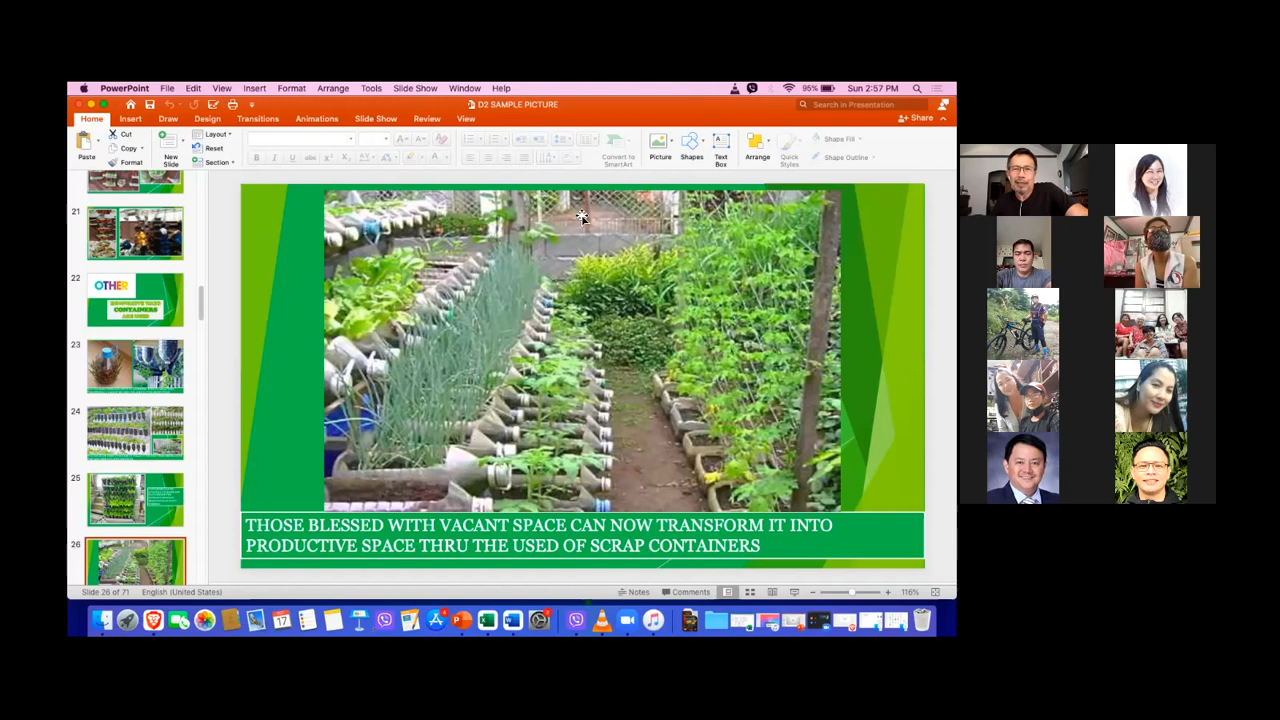 PowerPoint File Edit View Insert Format Arrange Tools Slide Show Window Help 95% Sun 2:57 PM
D2 SAMPLE PICTURE Search in Presentation
Home Insert Draw Design Transitions Animations Slide Show Review View Share
Paste Cut Copy Format New Slide Layout Reset Section Convert to SmartArt Picture Shapes Text Box Arrange Quick Styles Shape Fill Shape Outline
21
22
OTHER
CONTAINERS
23
24
25
26
THOSE BLESSED WITH VACANT SPACE CAN NOW TRANSFORM IT INTO
PRODUCTIVE SPACE THRU THE USED OF SCRAP CONTAINERS
Slide 26 of 71 English (United States) Notes Comments 116%
17